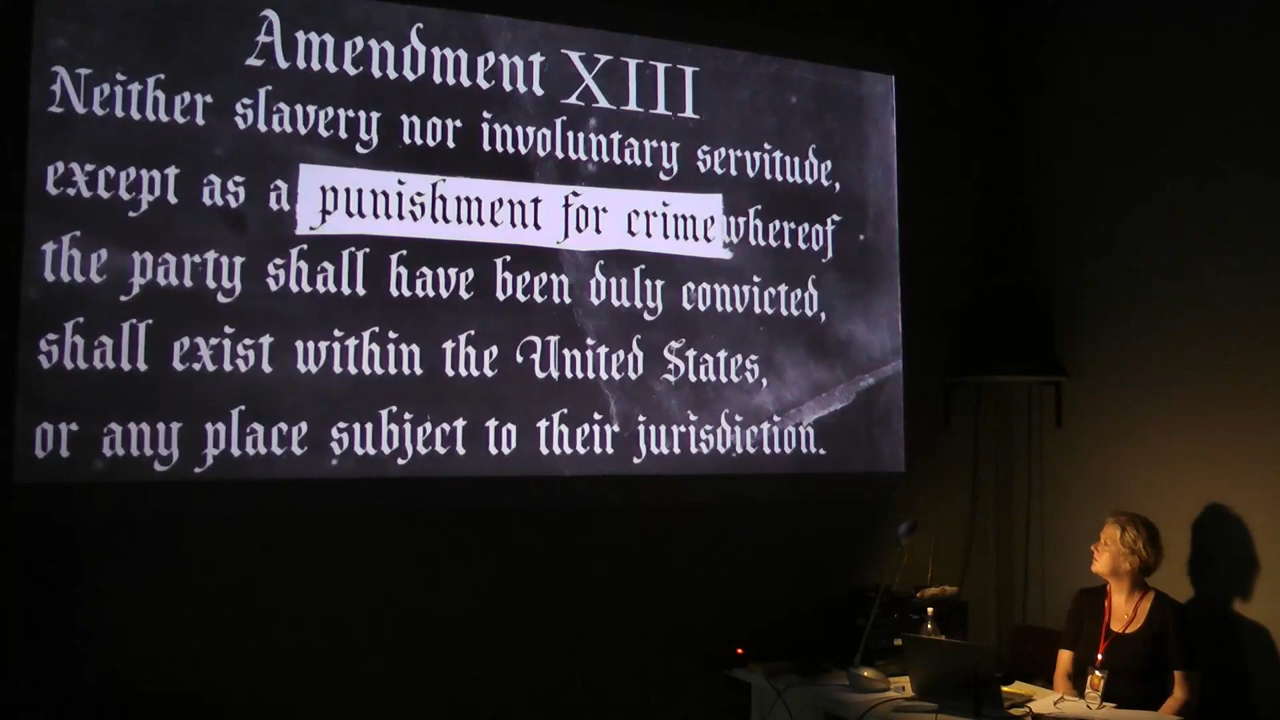 Amendment XIII
Neither slavery nor involuntary servitude,
except as a punishment for crime whereof
the party shall have been duly convicted,
shall exist within the United States,
or any place subject to their jurisdiction.